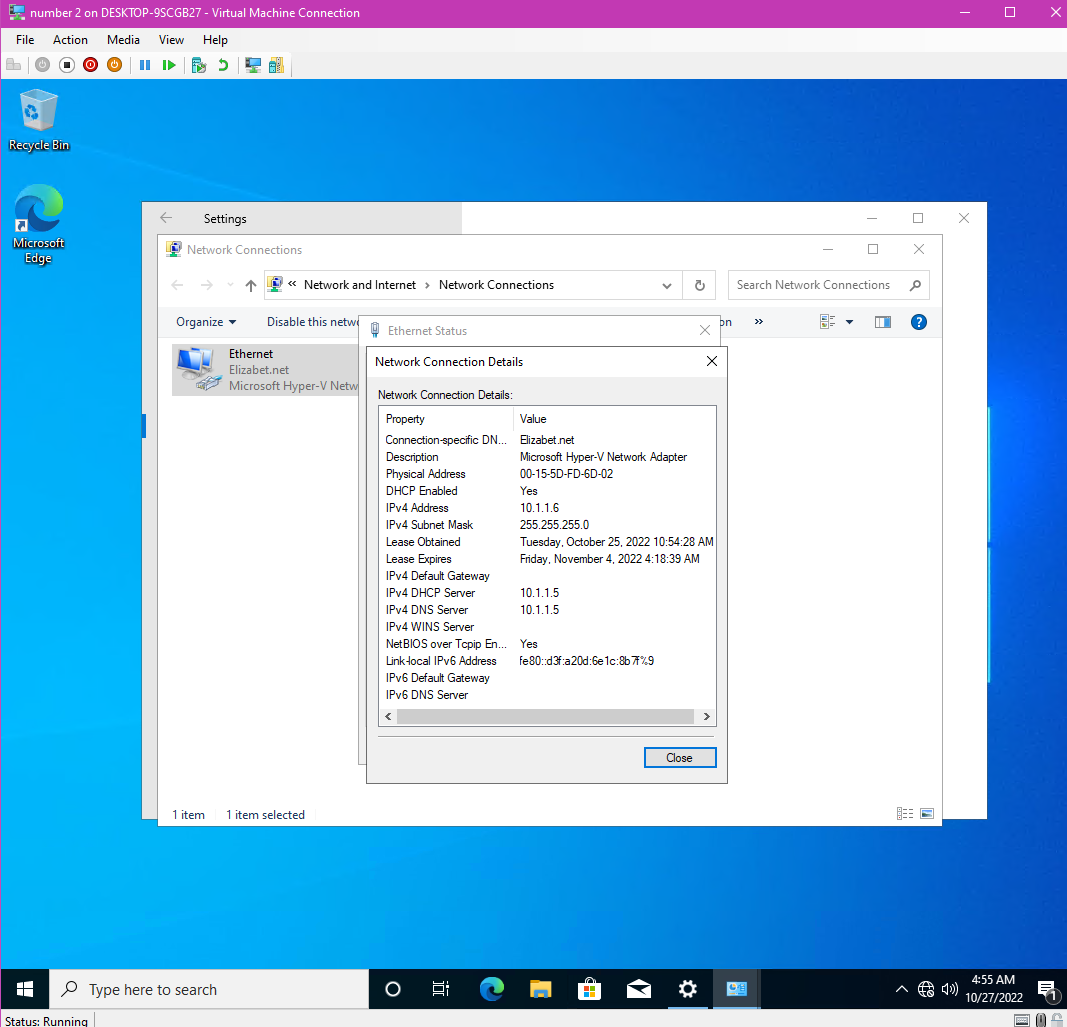 number 2 on DESKTOP-9SCGB27 - Virtual Machine Connection
File Action Media View Help
Recycle Bin
Microsoft
Edge
Settings
Network Connections
« Network and Internet › Network Connections
Search Network Connections
Organize
Disable this netwo
on
»
Ethernet Status
Ethernet
Elizabet.net
Microsoft Hyper-V Netw
Network Connection Details
Network Connection Details:
Property Value
Connection-specific DN... Elizabet.net
Description Microsoft Hyper-V Network Adapter
Physical Address 00-15-5D-FD-6D-02
DHCP Enabled Yes
IPv4 Address 10.1.1.6
IPv4 Subnet Mask 255.255.255.0
Lease Obtained Tuesday, October 25, 2022 10:54:28 AM
Lease Expires Friday, November 4, 2022 4:18:39 AM
IPv4 Default Gateway
IPv4 DHCP Server 10.1.1.5
IPv4 DNS Server 10.1.1.5
IPv4 WINS Server
NetBIOS over Tcpip En... Yes
Link-local IPv6 Address fe80::d3f:a20d:6e1c:8b7f%9
IPv6 Default Gateway
IPv6 DNS Server
Close
1 item 1 item selected
Type here to search
4:55 AM
10/27/2022
1
Status: Running